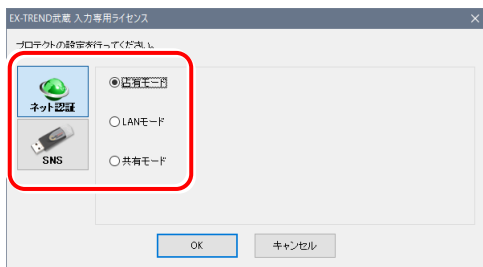 EX-TREND武蔵 入力専用ライセンス
プロテクトの設定を行ってください。
ネット認証
占有モード
LANモード
SNS
共有モード
OK
キャンセル